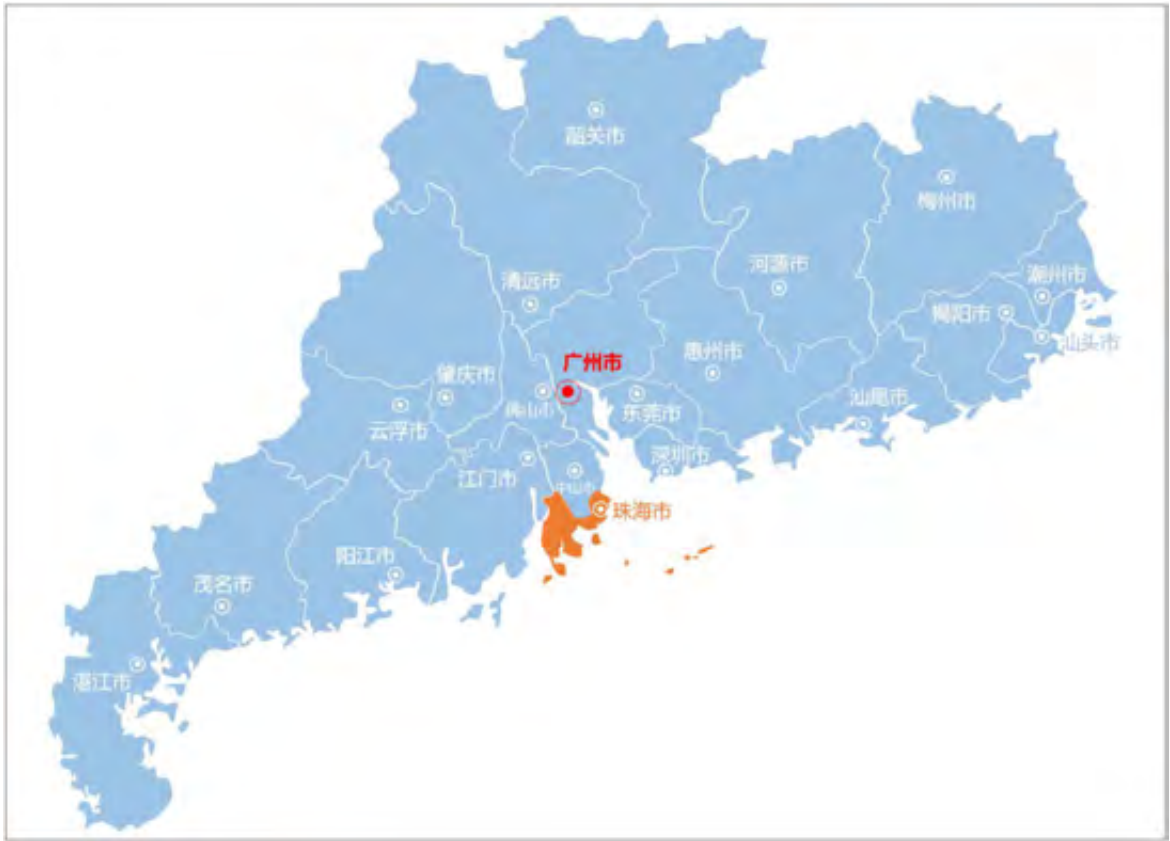 韶关市
梅州市
河源市
清远市
潮州市
揭阳市
汕头市
广州市
惠州市
肇庆市
佛山市
东莞市
汕尾市
云浮市
江门市
深圳市
中山市
珠海市
阳江市
茂名市
湛江市